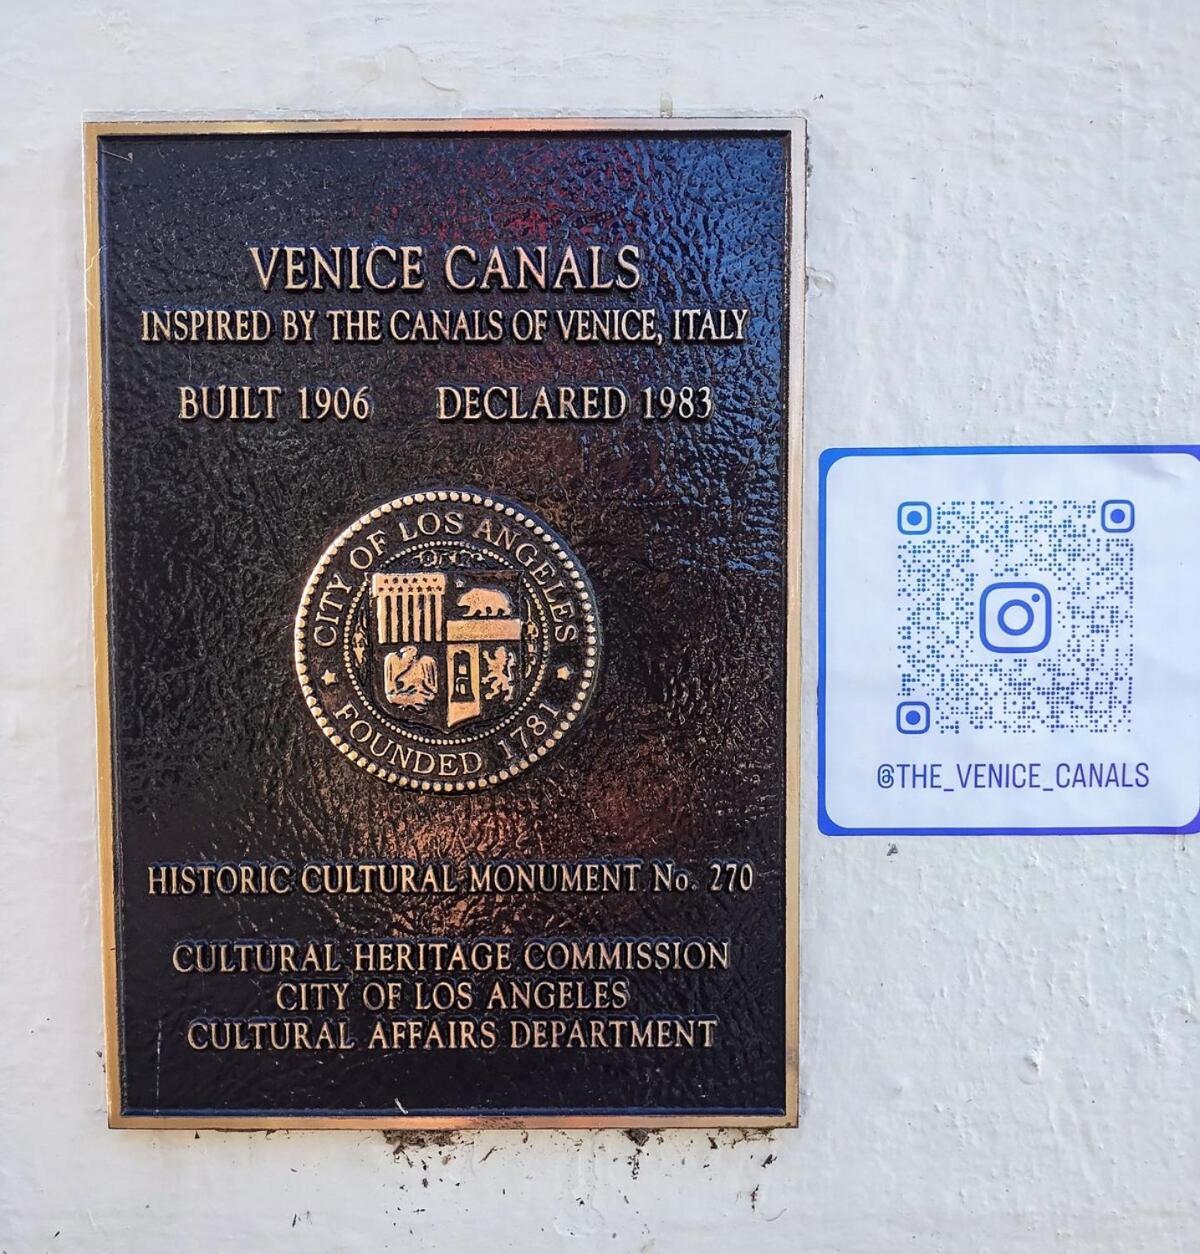 VENICE CANALS
INSPIRED BY THE CANALS OF VENICE, ITALY
BUILT 1906 DECLARED 1983
CITY OF LOS ANGELES
FOUNDED 1781
HISTORIC CULTURAL MONUMENT No. 270
CULTURAL HERITAGE COMMISSION
CITY OF LOS ANGELES
CULTURAL AFFAIRS DEPARTMENT
@THE_VENICE_CANALS